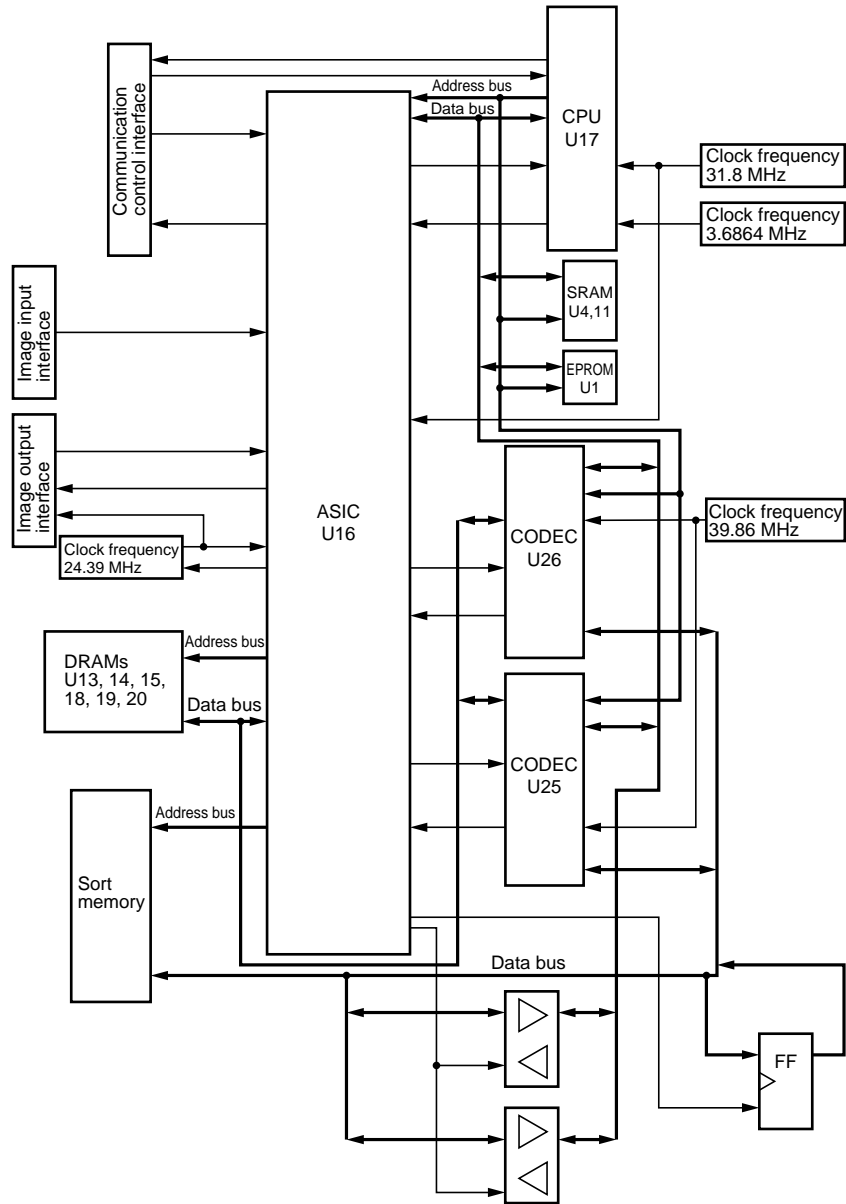 Communication
control interface
Address bus
Data bus
CPU
U17
Clock frequency
31.8 MHz
Clock frequency
3.6864 MHz
Image input
interface
SRAM
U4,11
EPROM
U1
Image output
interface
ASIC
U16
CODEC
U26
Clock frequency
39.86 MHz
Clock frequency
24.39 MHz
DRAMs
U13, 14, 15,
18, 19, 20
Address bus
Data bus
CODEC
U25
Sort
memory
Address bus
Data bus
FF